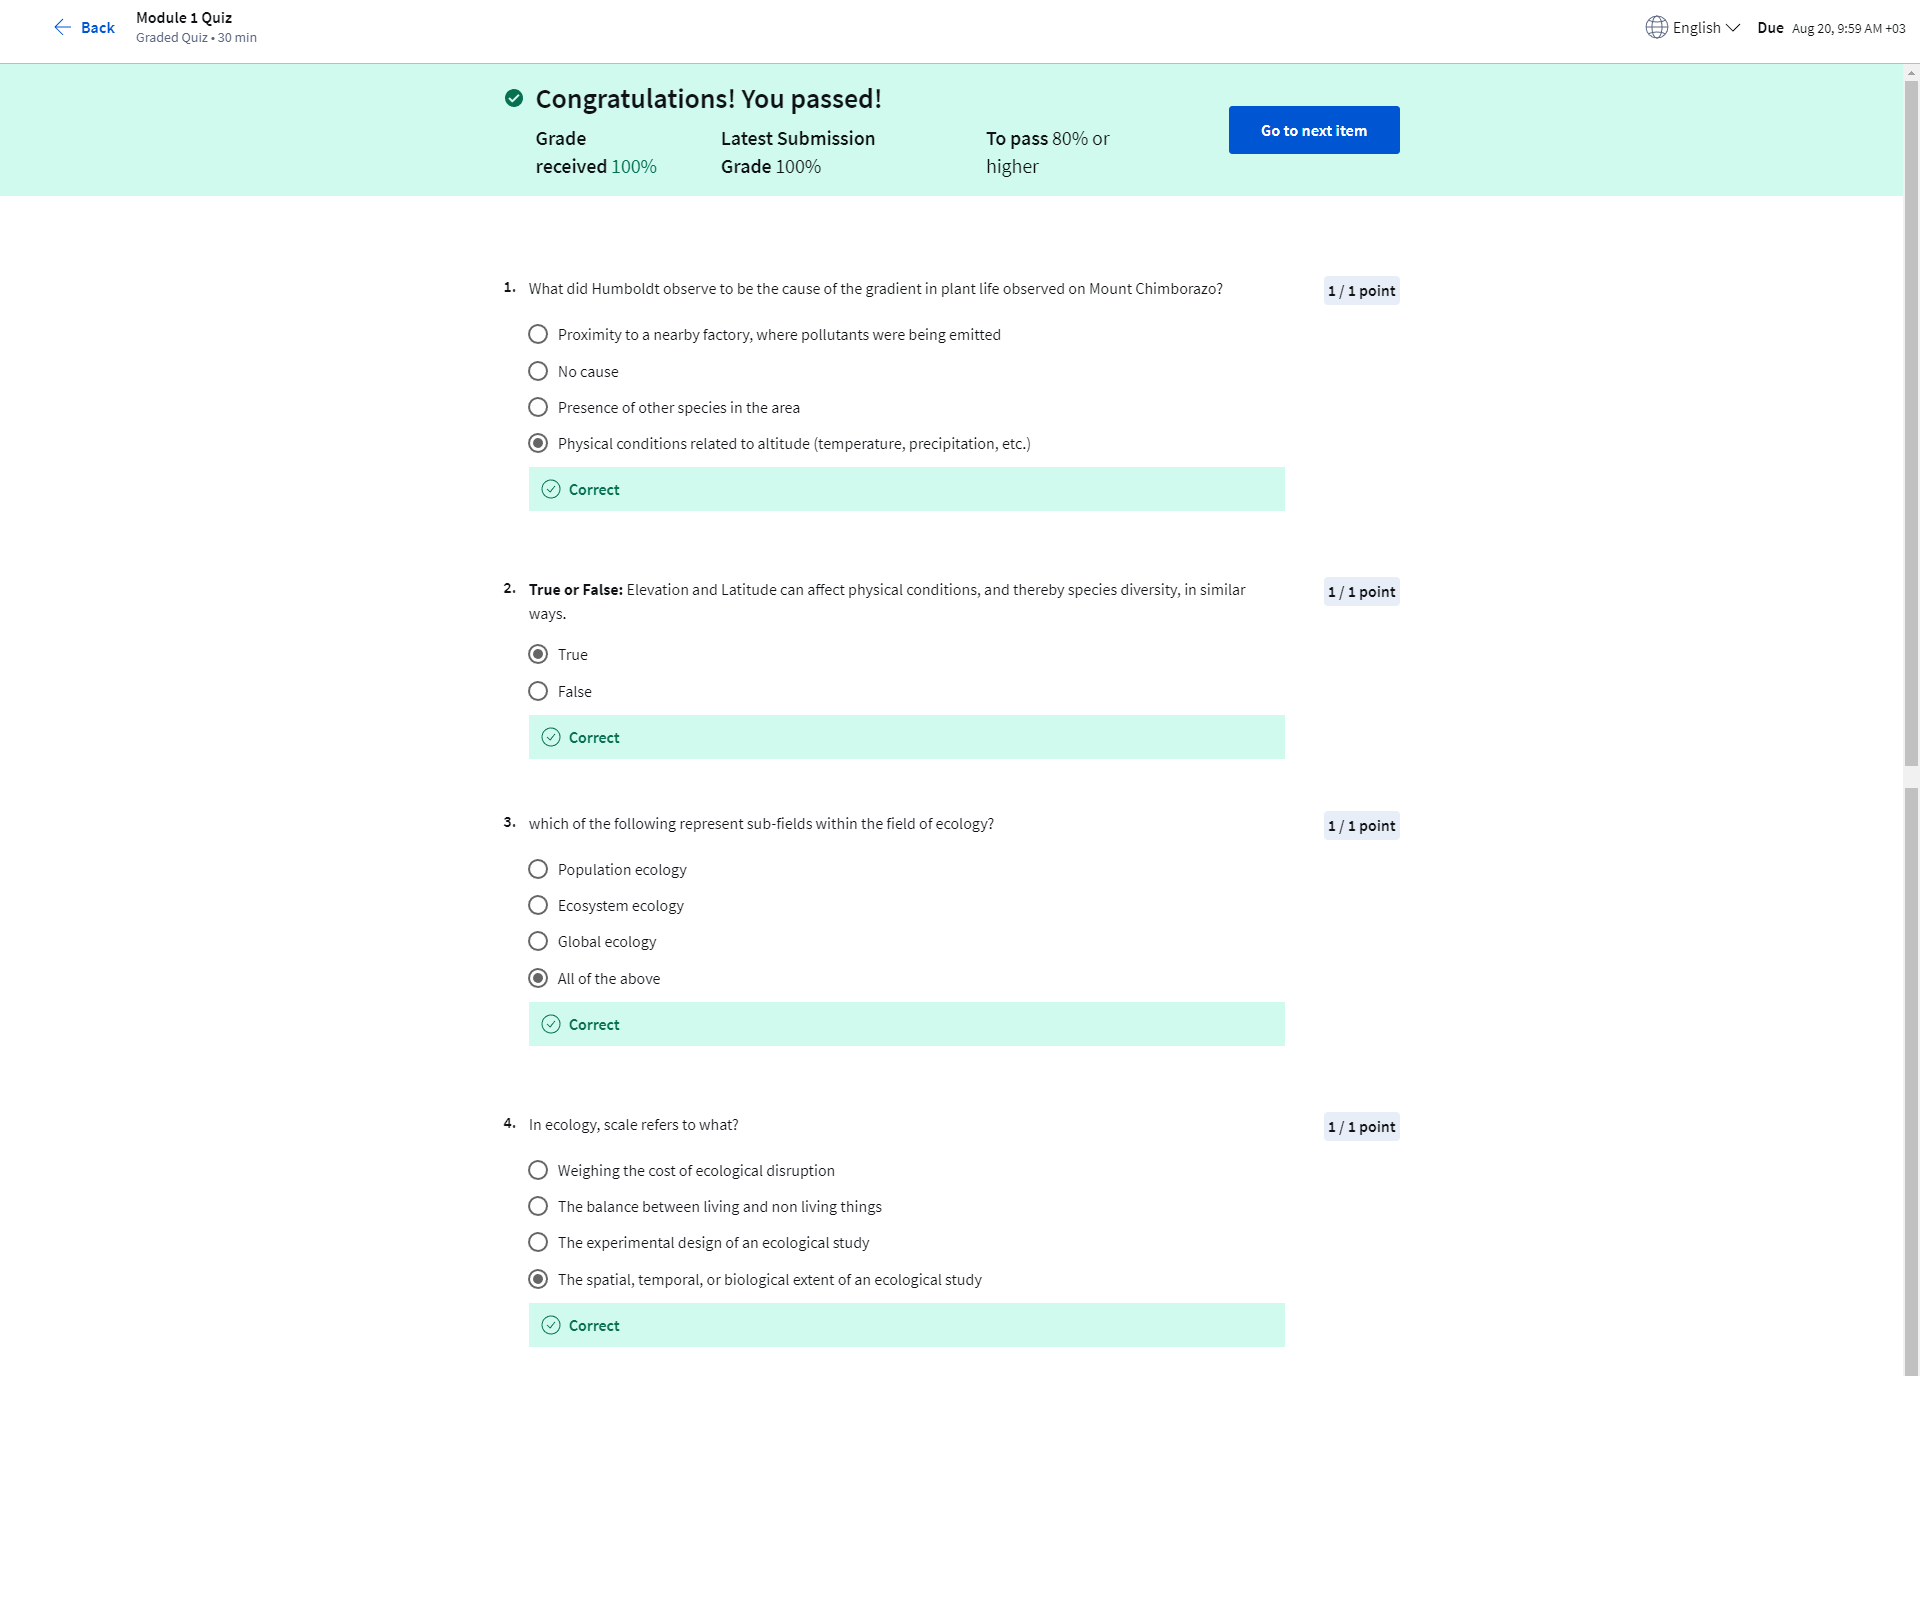 Back
Module 1 Quiz
Graded Quiz • 30 min
English
Due Aug 20, 9:59 AM +03
Congratulations! You passed!
Grade
received 100%
Latest Submission
Grade 100%
To pass 80% or
higher
Go to next item
1. What did Humboldt observe to be the cause of the gradient in plant life observed on Mount Chimborazo?
1 / 1 point
Proximity to a nearby factory, where pollutants were being emitted
No cause
Presence of other species in the area
Physical conditions related to altitude (temperature, precipitation, etc.)
Correct
2. True or False: Elevation and Latitude can affect physical conditions, and thereby species diversity, in similar
ways.
1 / 1 point
True
False
Correct
3. which of the following represent sub-fields within the field of ecology?
1 / 1 point
Population ecology
Ecosystem ecology
Global ecology
All of the above
Correct
4. In ecology, scale refers to what?
1 / 1 point
Weighing the cost of ecological disruption
The balance between living and non living things
The experimental design of an ecological study
The spatial, temporal, or biological extent of an ecological study
Correct